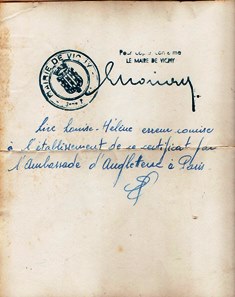 MAIRIE DE VIGNY
Pour copie conforme
LE MAIRE DE VIGNY
lire Louise-Hélène erreur commise
à l'établissement de ce certificat par
l'Ambassade d'Angleterre à Paris